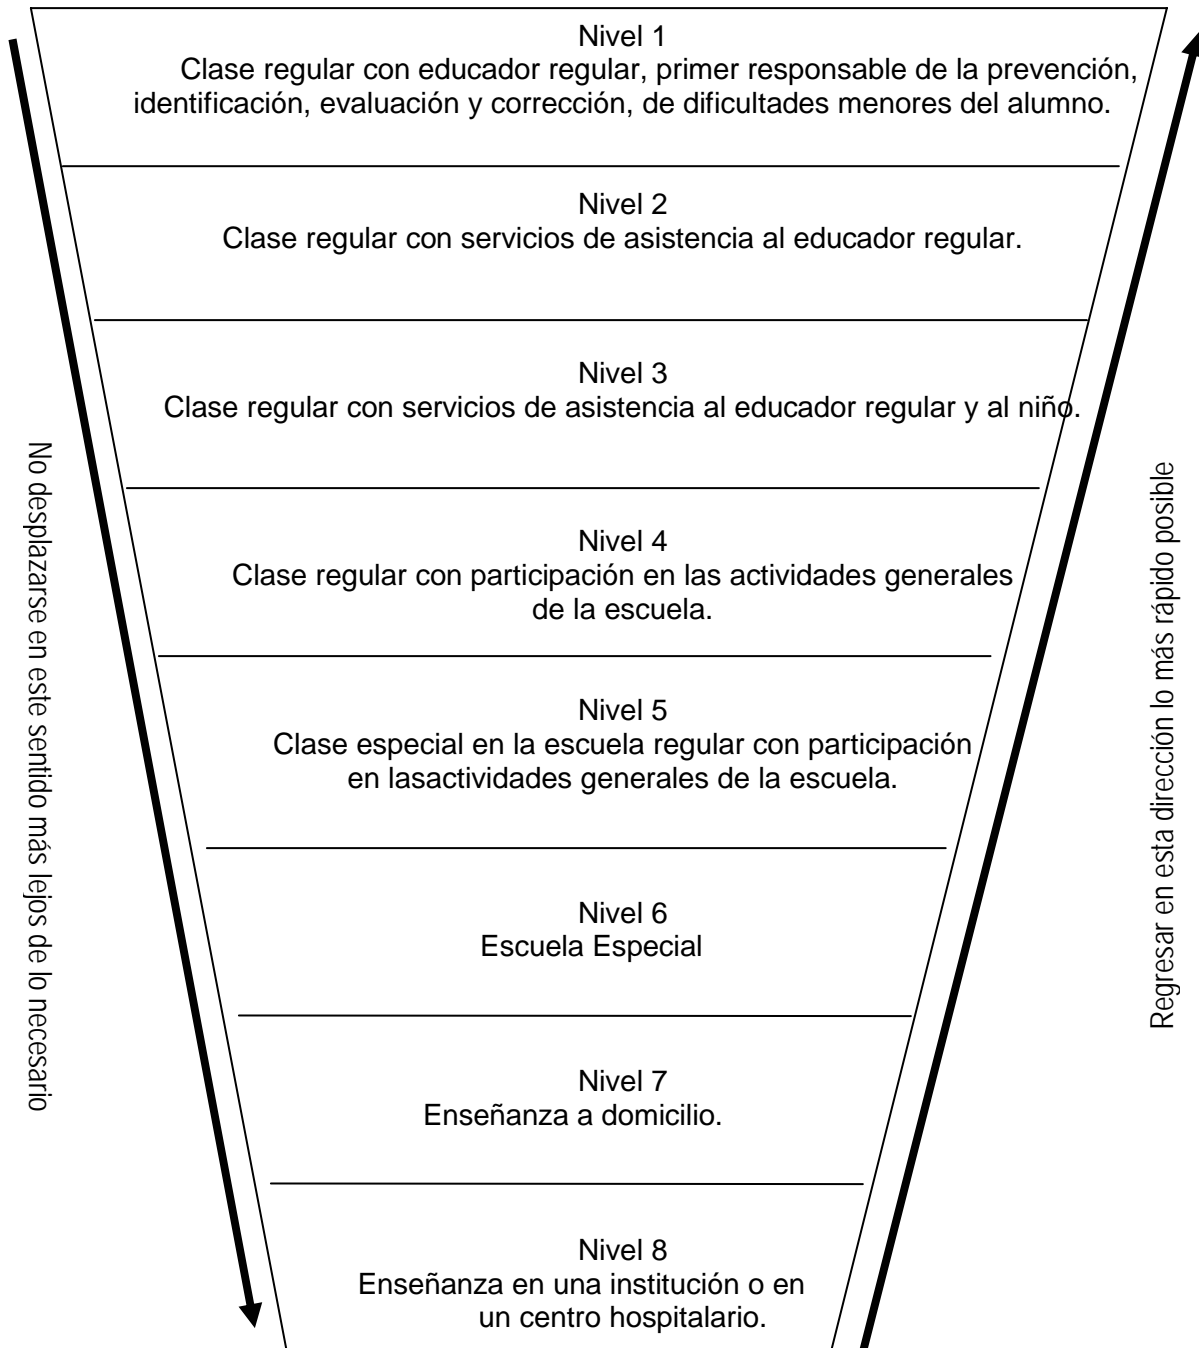 Nivel 1
Clase regular con educador regular, primer responsable de la prevención,
identificación, evaluación y corrección, de dificultades menores del alumno.
Nivel 2
Clase regular con servicios de asistencia al educador regular.
Nivel 3
Clase regular con servicios de asistencia al educador regular y al niño.
Nivel 4
Clase regular con participación en las actividades generales
de la escuela.
Nivel 5
Clase especial en la escuela regular con participación
en lasactividades generales de la escuela.
Nivel 6
Escuela Especial
Nivel 7
Enseñanza a domicilio.
Nivel 8
Enseñanza en una institución o en
un centro hospitalario.
No desplazarse en este sentido más lejos de lo necesario
Regresar en esta dirección lo más rápido posible